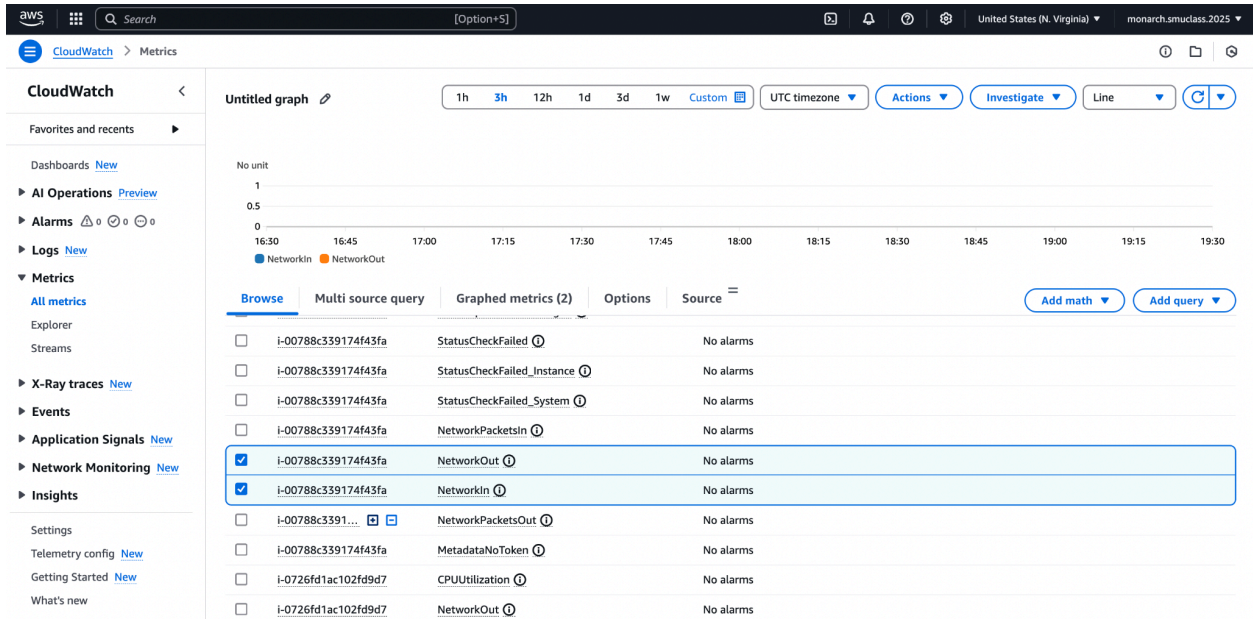 aws Search [Option+S] United States (N. Virginia) monarch.smuclass.2025
CloudWatch > Metrics
CloudWatch
Favorites and recents
Dashboards New
AI Operations Preview
Alarms 0 0 0
Logs New
Metrics
All metrics
Explorer
Streams
X-Ray traces New
Events
Application Signals New
Network Monitoring New
Insights
Settings
Telemetry config New
Getting Started New
What's new
Untitled graph 1h 3h 12h 1d 3d 1w Custom UTC timezone Actions Investigate Line
No unit
1
0.5
0
16:30 16:45 17:00 17:15 17:30 17:45 18:00 18:15 18:30 18:45 19:00 19:15 19:30
NetworkIn NetworkOut
Browse Multi source query Graphed metrics (2) Options Source Add math Add query
i-00788c339174f43fa StatusCheckFailed No alarms
i-00788c339174f43fa StatusCheckFailed_Instance No alarms
i-00788c339174f43fa StatusCheckFailed_System No alarms
i-00788c339174f43fa NetworkPacketsIn No alarms
i-00788c339174f43fa NetworkOut No alarms
i-00788c339174f43fa NetworkIn No alarms
i-00788c3391... NetworkPacketsOut No alarms
i-00788c339174f43fa MetadataNoToken No alarms
i-0726fd1ac102fd9d7 CPUUtilization No alarms
i-0726fd1ac102fd9d7 NetworkOut No alarms